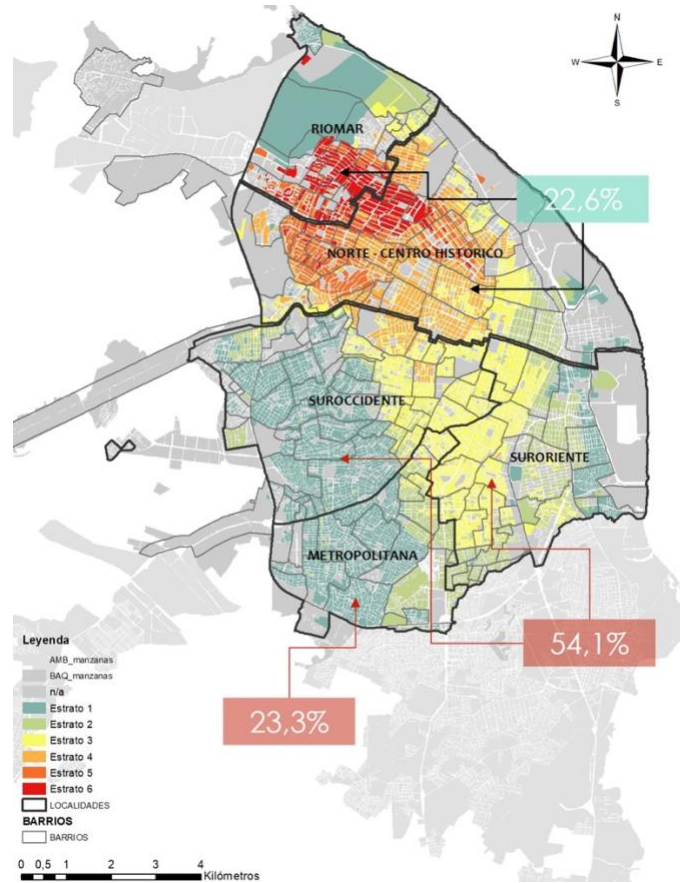 N
W
E
S
RIOMAR
22,6%
NORTE - CENTRO HISTORICO
SUROCCIDENTE
SURORIENTE
METROPOLITANA
54,1%
23,3%
Leyenda
AMB_manzanas
BAQ_manzanas
n/a
Estrato 1
Estrato 2
Estrato 3
Estrato 4
Estrato 5
Estrato 6
LOCALIDADES
BARRIOS
BARRIOS
0 0,5 1 2 3 4
Kilómetros